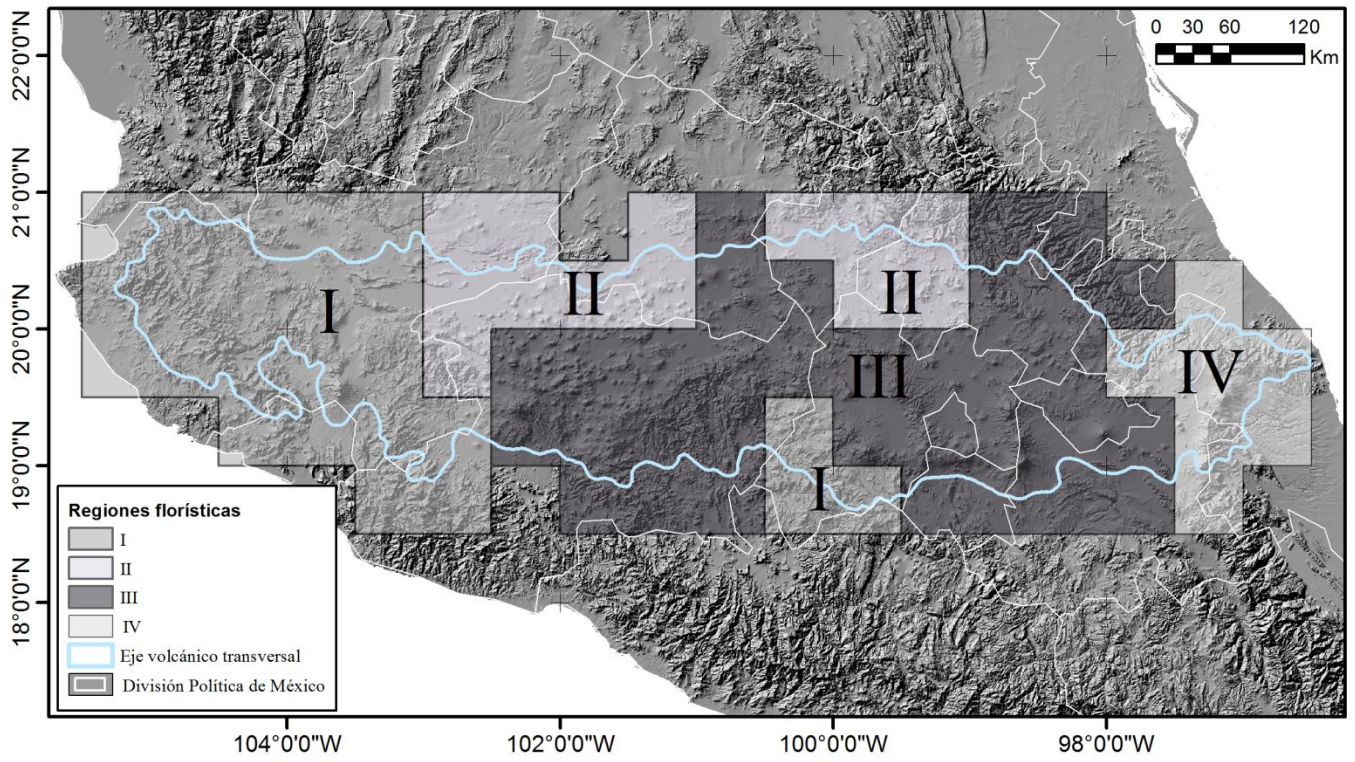 0 30 60 120
Km
22°0'0"N
21°0'0"N
20°0'0"N
19°0'0"N
18°0'0"N
I
II
II
III
IV
I
Regiones florísticas
I
II
III
IV
Eje volcánico transversal
División Política de México
104°0'0"W
102°0'0"W
100°0'0"W
98°0'0"W